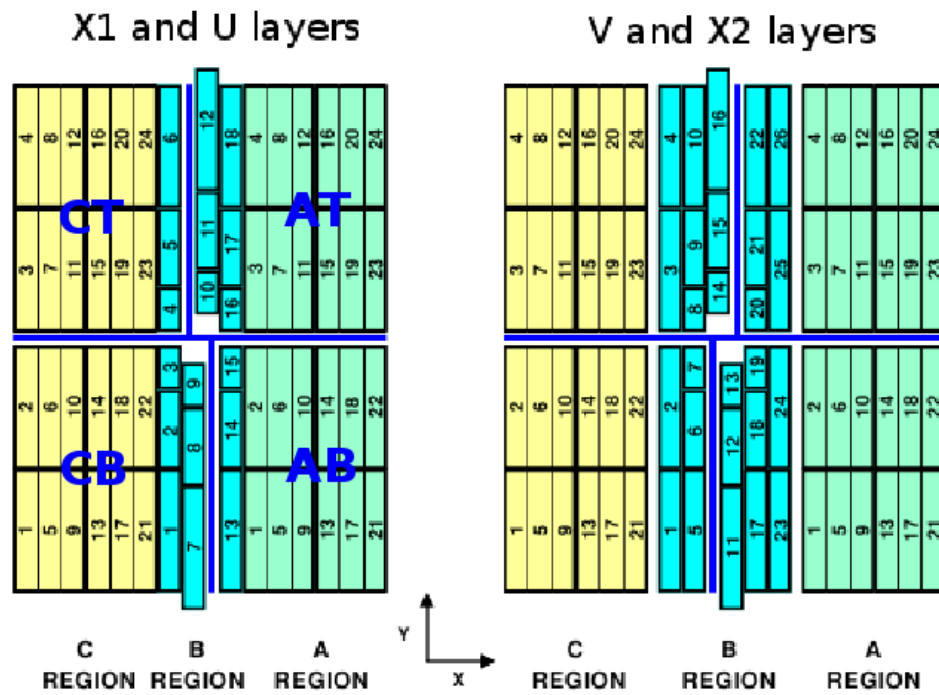 X1 and U layers
V and X2 layers
4 8 12 16 20 24 6 12 18 4 8 12 16 20 24
3 7 11 15 19 23 5 4 11 10 17 16 3 7 11 15 19 23
CT AT
2 6 10 14 18 22 3 2 9 8 15 14 2 6 10 14 18 22
1 5 9 13 17 21 1 7 13 1 5 9 13 17 21
CB AB
4 8 12 16 20 24 4 10 16 22 26 4 8 12 16 20 24
3 7 11 15 19 23 3 9 8 15 14 21 20 25 3 7 11 15 19 23
2 6 10 14 18 22 2 7 6 13 12 19 18 24 2 6 10 14 18 22
1 5 9 13 17 21 1 5 11 17 23 1 5 9 13 17 21
Y
X
C B A
REGION REGION REGION
C B A
REGION REGION REGION